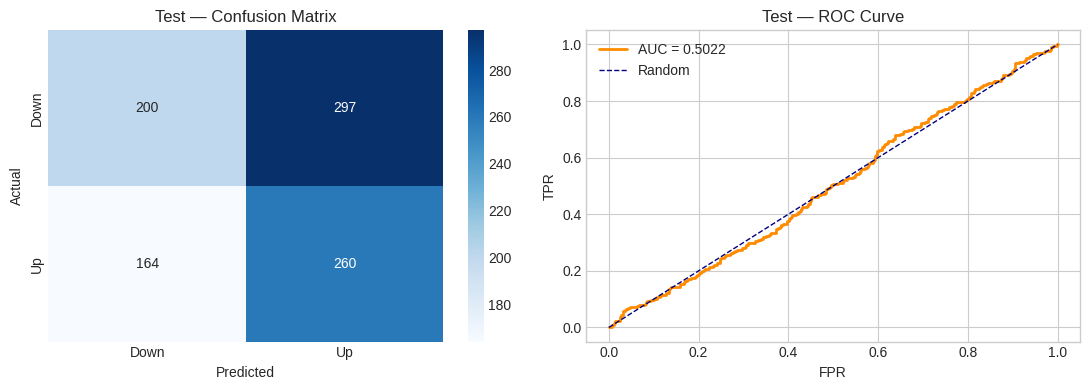 Test — Confusion Matrix
Down
Up
Actual
200
297
164
260
Down
Up
Predicted
280
260
240
220
200
180
Test — ROC Curve
AUC = 0.5022
Random
TPR
1.0
0.8
0.6
0.4
0.2
0.0
0.0
0.2
0.4
0.6
0.8
1.0
FPR